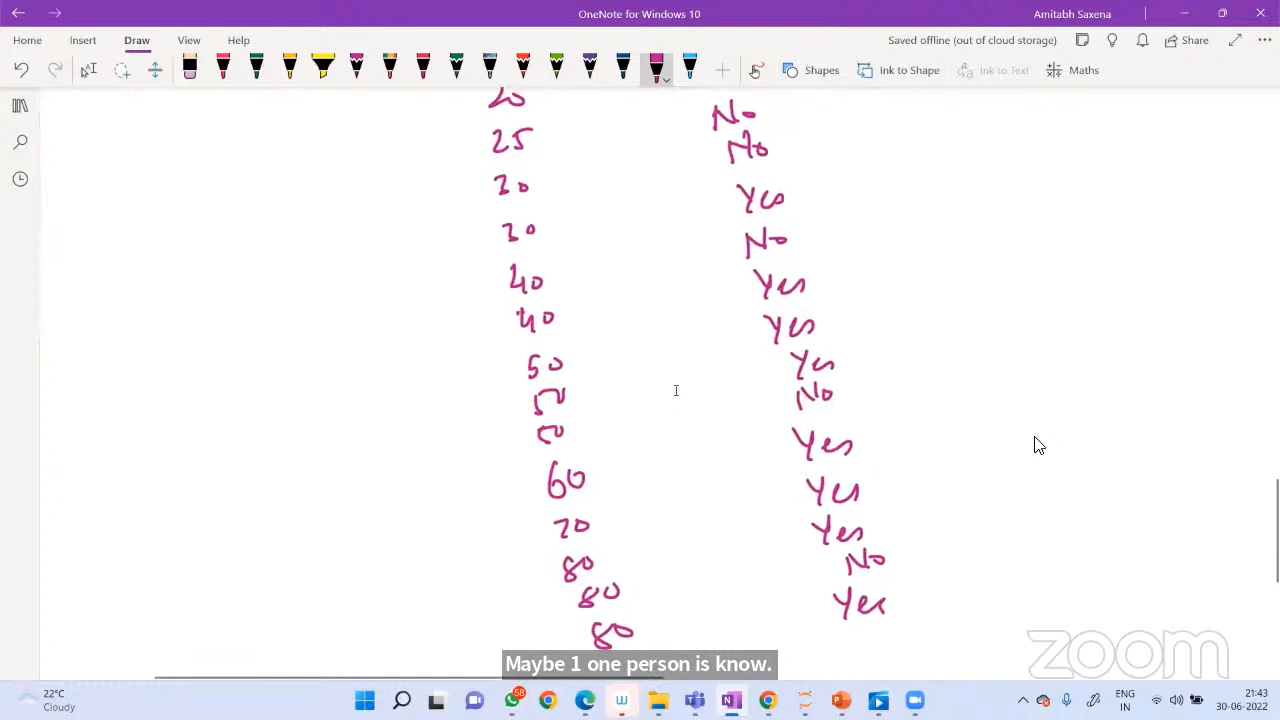 OneNote for Windows 10
Amitabh Saxena
Home Insert Draw View Help
Saved offline (out of cloud storage)
Share
Shapes
Ink to Shape
Ink to Text
Maths
20 No
25 No
30 Yes
30 No
40 Yes
40 Yes
50 Yes
50 No
50 Yes
60 Yes
70 Yes
80 No
80 Yes
80
Maybe 1 one person is know.
zoom
22°C
Cloudy
58
ENG
IN
21:43
30-06-2022